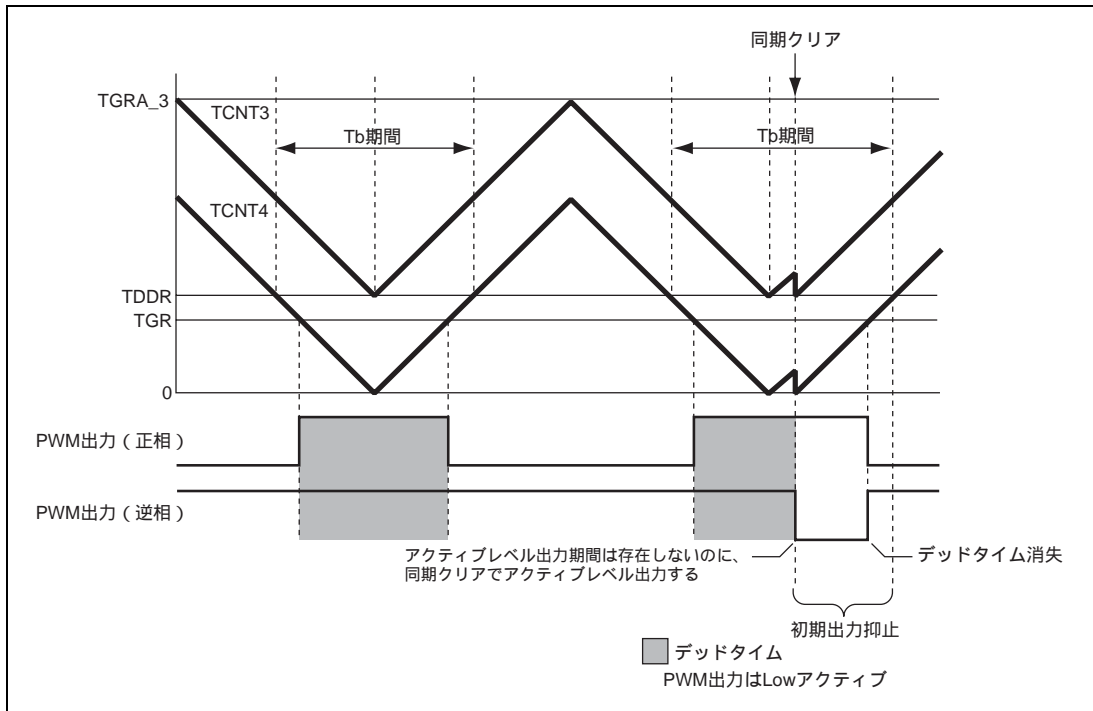 同期クリア
TGRA_3
TCNT3
Tb期間
Tb期間
TCNT4
TDDR
TGR
0
PWM出力（正相）
PWM出力（逆相）
アクティブレベル出力期間は存在しないのに、
同期クリアでアクティブレベル出力する
デッドタイム消失
初期出力抑止
デッドタイム
PWM出力はLowアクティブ